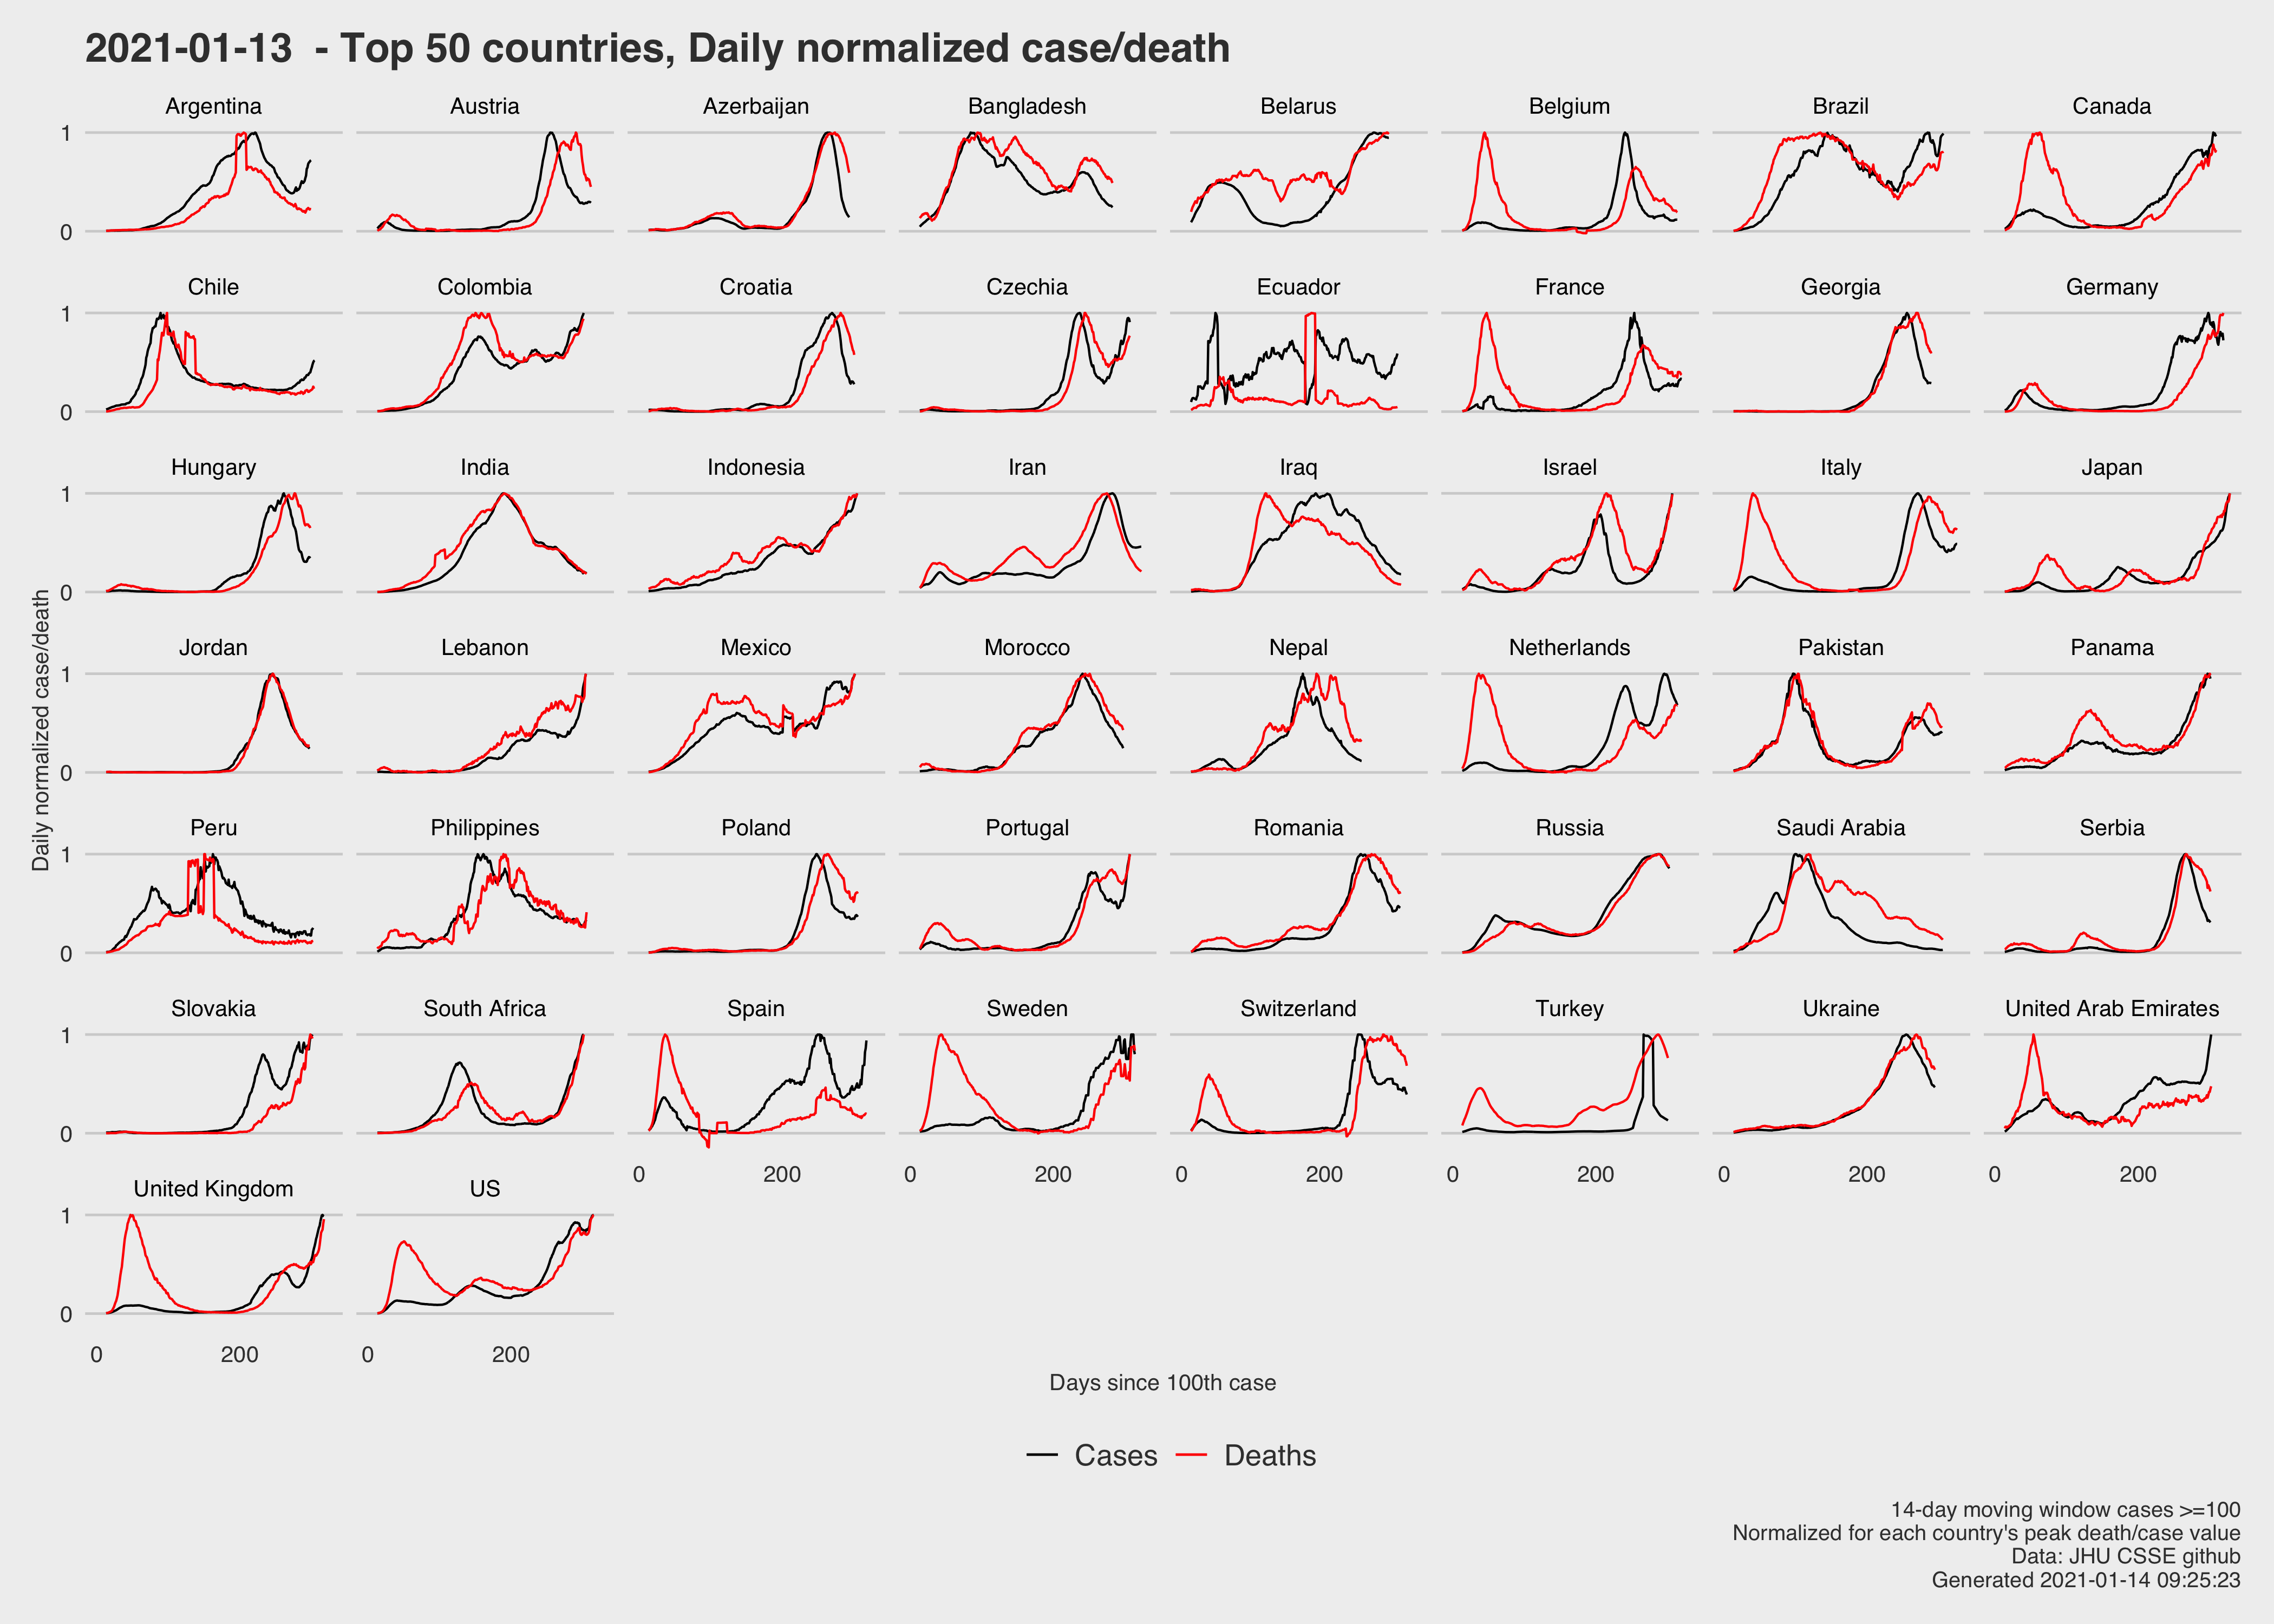 2021-01-13  - Top 50 countries, Daily normalized case/death
Argentina Austria Azerbaijan Bangladesh Belarus Belgium Brazil Canada
1
0
Chile Colombia Croatia Czechia Ecuador France Georgia Germany
1
0
Hungary India Indonesia Iran Iraq Israel Italy Japan
1
0
Daily normalized case/death
Jordan Lebanon Mexico Morocco Nepal Netherlands Pakistan Panama
1
0
Peru Philippines Poland Portugal Romania Russia Saudi Arabia Serbia
1
0
Slovakia South Africa Spain Sweden Switzerland Turkey Ukraine United Arab Emirates
1
0
0 200 0 200 0 200 0 200 0 200 0 200
United Kingdom US
1
0
0 200 0 200
Days since 100th case
Cases Deaths
14-day moving window cases >=100
Normalized for each country's peak death/case value
Data: JHU CSSE github
Generated 2021-01-14 09:25:23